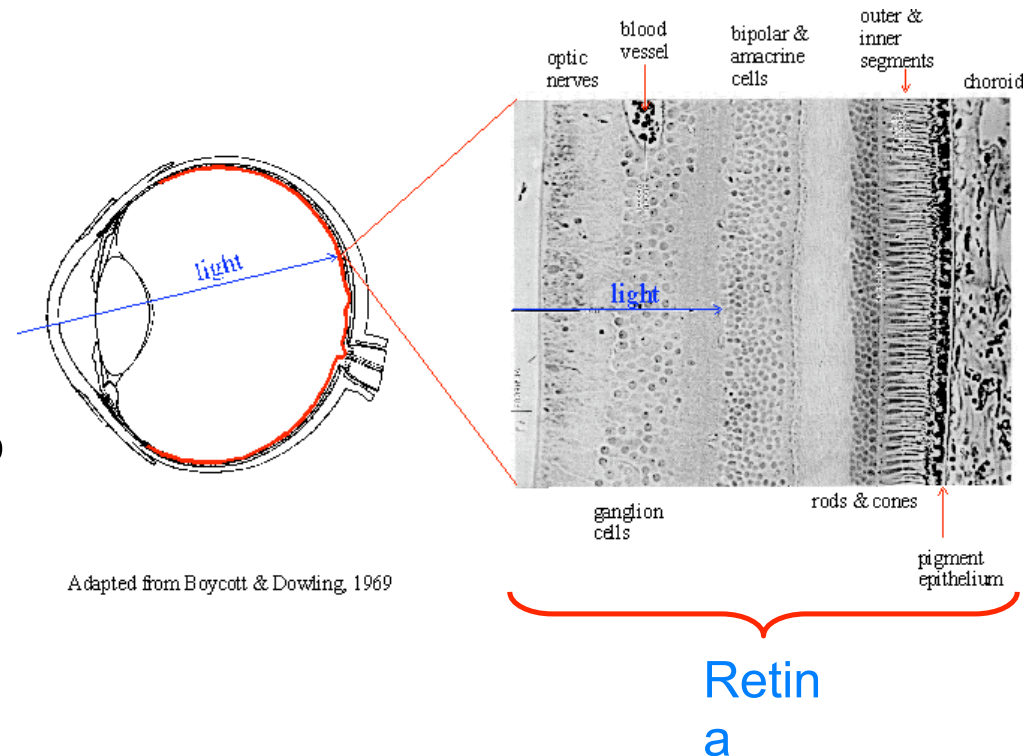 blood
vessel
optic
nerves
bipolar &
amacrine
cells
outer &
inner
segments
choroid
light
light
ganglion
cells
rods & cones
pigment
epithelium
Adapted from Boycott & Dowling, 1969
Retin
a